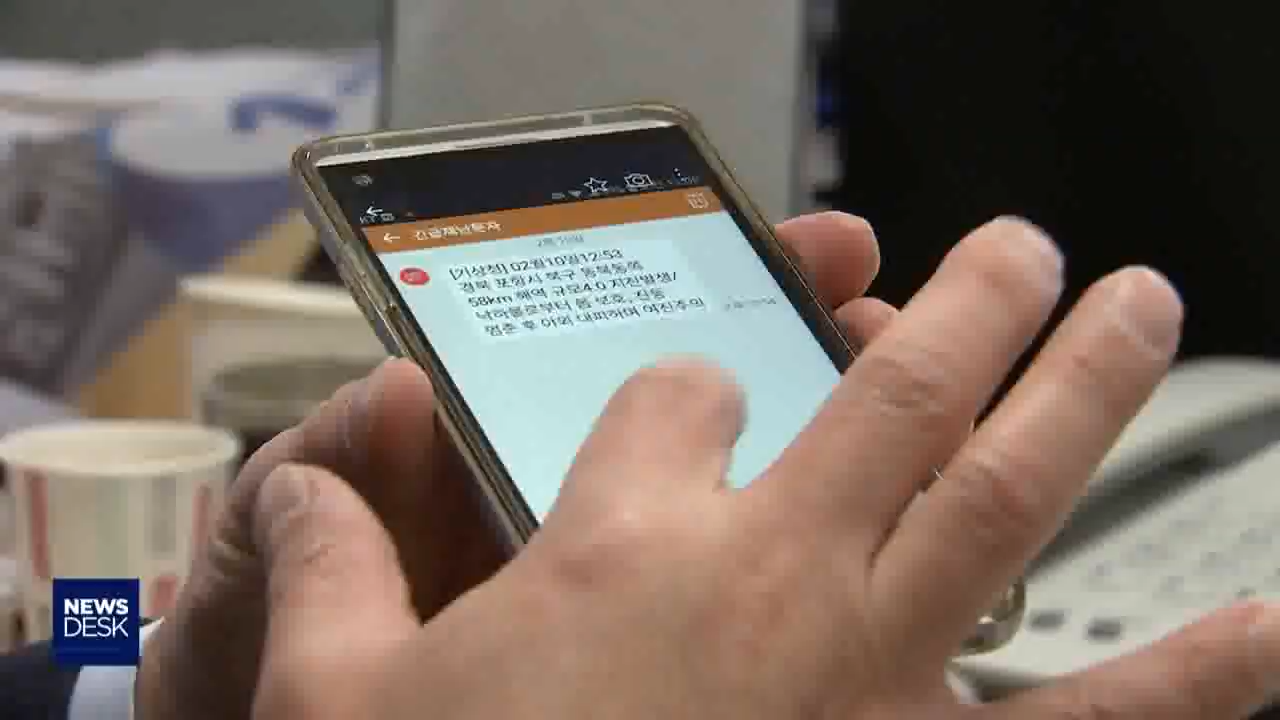 긴급재난문자
[기상청] 02월10일12:53
경북 포항시 북구 동북동쪽
58km 해역 규모4.0 지진발생/
낙하물로부터 몸 보호, 진동
멈춘 후 야외 대피하며 여진주의
NEWS
DESK